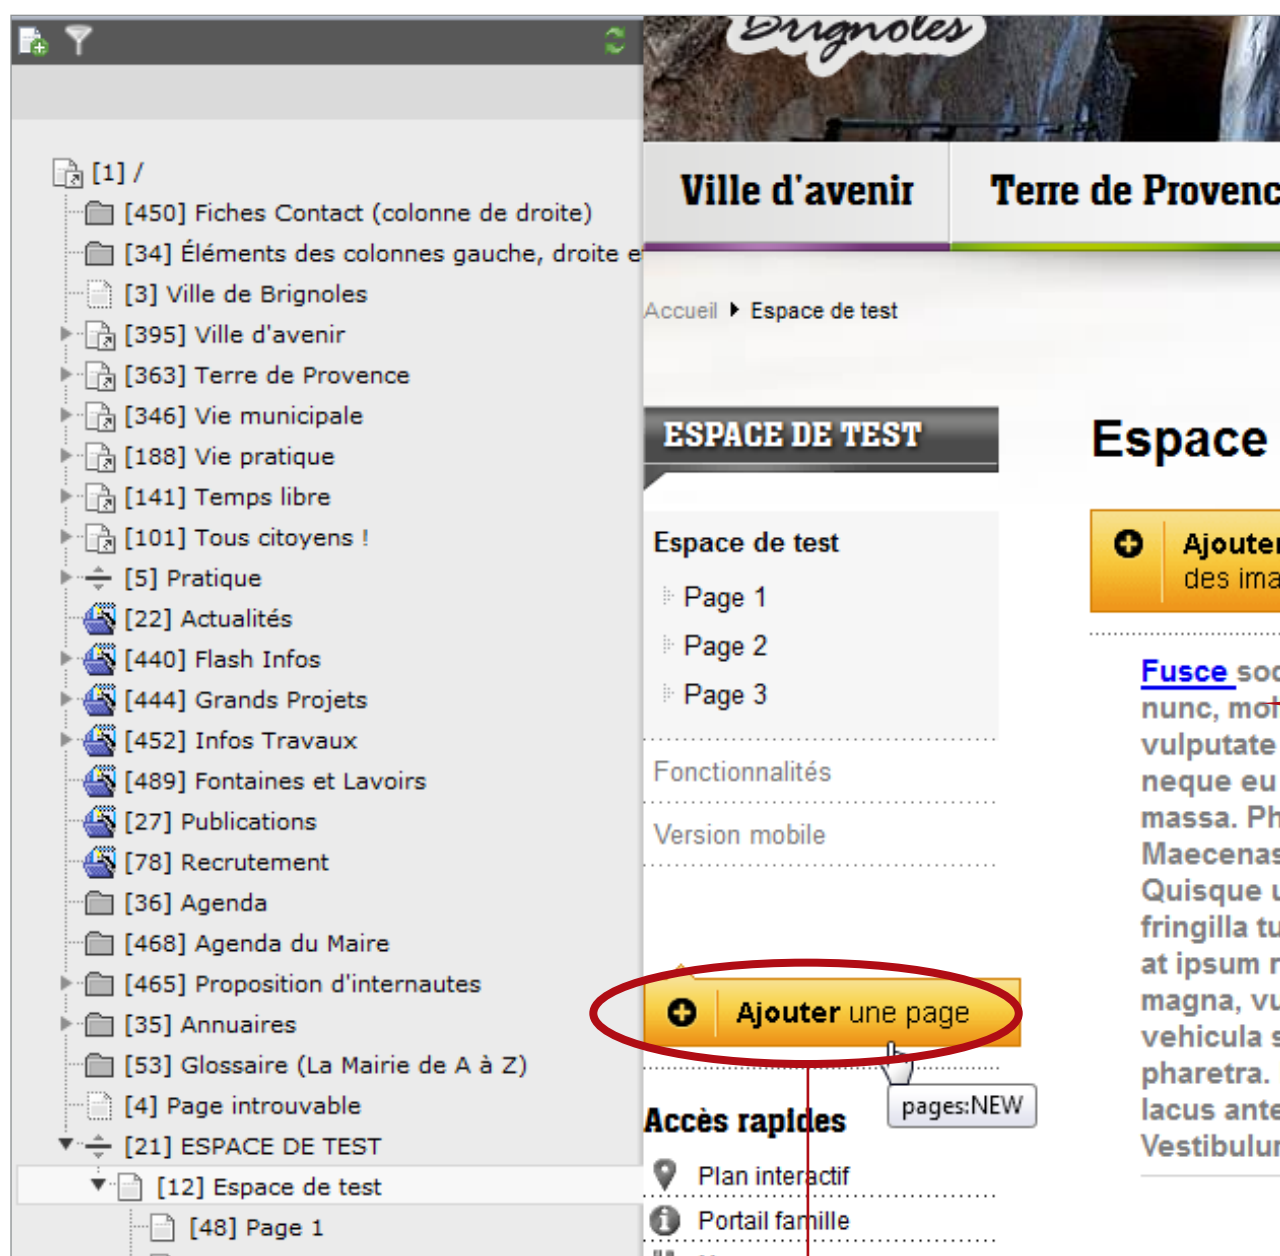 [1] /
[450] Fiches Contact (colonne de droite)
[34] Éléments des colonnes gauche, droite e
[3] Ville de Brignoles
[395] Ville d'avenir
[363] Terre de Provence
[346] Vie municipale
[188] Vie pratique
[141] Temps libre
[101] Tous citoyens !
[5] Pratique
[22] Actualités
[440] Flash Infos
[444] Grands Projets
[452] Infos Travaux
[489] Fontaines et Lavoirs
[27] Publications
[78] Recrutement
[36] Agenda
[468] Agenda du Maire
[465] Proposition d'internautes
[35] Annuaires
[53] Glossaire (La Mairie de A à Z)
[4] Page introuvable
[21] ESPACE DE TEST
[12] Espace de test
[48] Page 1
Brignoles
Ville d'avenir
Terre de Provenc
Accueil Espace de test
ESPACE DE TEST
Espace de test
Page 1
Page 2
Page 3
Fonctionnalités
Version mobile
Ajouter une page
pages:NEW
Accès rapides
Plan interactif
Portail famille
Espace
Ajouter
des ima
Fusce soc
nunc, mol
vulputate
neque eu
massa. Ph
Maecenas
Quisque u
fringilla tu
at ipsum r
magna, vu
vehicula s
pharetra.
lacus ante
Vestibulur